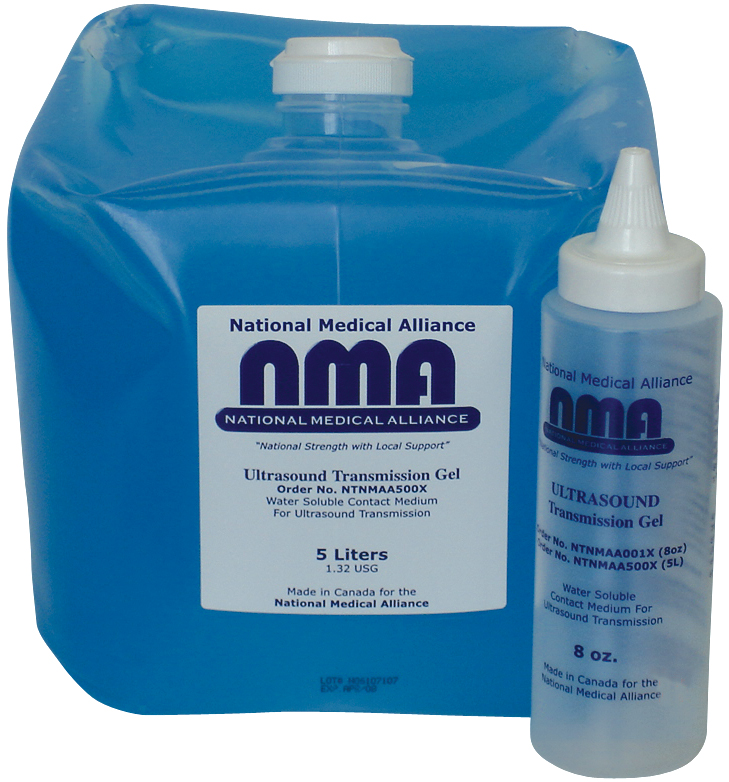 National Medical Alliance
NMA
NATIONAL MEDICAL ALLIANCE
"National Strength with Local Support"
Ultrasound Transmission Gel
Order No. NTNMAA500X
Water Soluble Contact Medium
For Ultrasound Transmission
5 Liters
1.32 USG
Made in Canada for the
National Medical Alliance
National Medical Alliance
NMA
NATIONAL MEDICAL ALLIANCE
National Strength with Local Support"
ULTRASOUND
Transmission Gel
Order No. NTNMAA001X (8oz)
Order No. NTNMAA500X (5L)
Water Soluble
Contact Medium For
Ultrasound Transmission
8 oz.
Made in Canada for the
National Medical Alliance